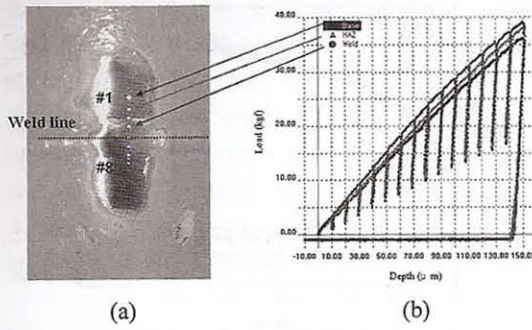 #1
Weld line
#8
(a)
Base
HAZ
Weld
Load (kgf)
40.00
30.00
20.00
10.00
0.00
-10.00 10.00 30.00 50.00 70.00 90.00 110.00 130.00 150.00
Depth (μ m)
(b)